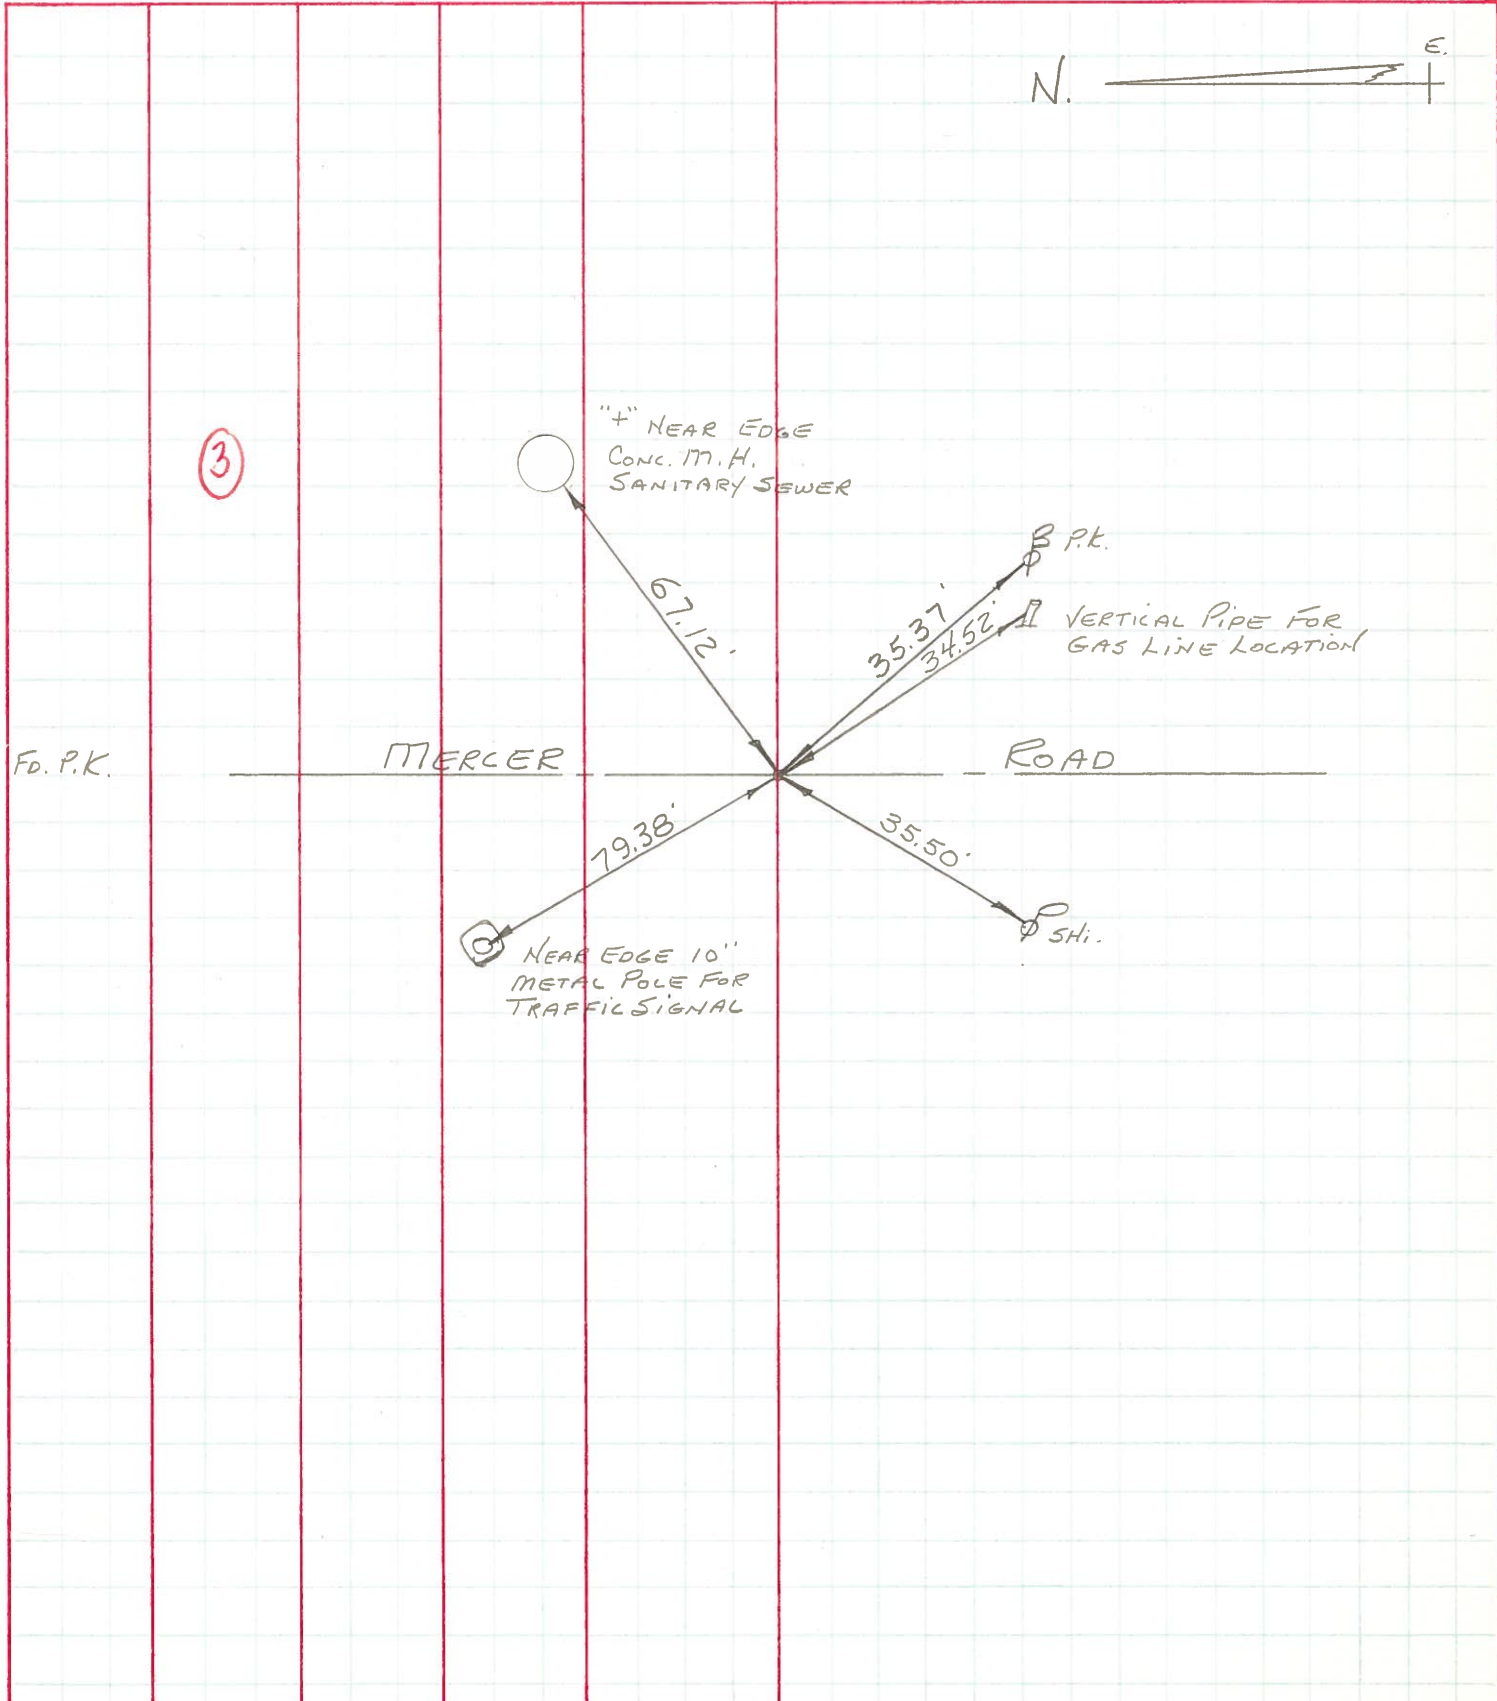 E.
N.
3
"+" NEAR EDGE
CONC. M.H.
SANITARY SEWER
P.K.
67.12'
35.37'
34.52'
VERTICAL PIPE FOR
GAS LINE LOCATION
FD. P.K.
MERCER ROAD
79.38'
35.50'
SHi.
NEAR EDGE 10"
METAL POLE FOR
TRAFFIC SIGNAL